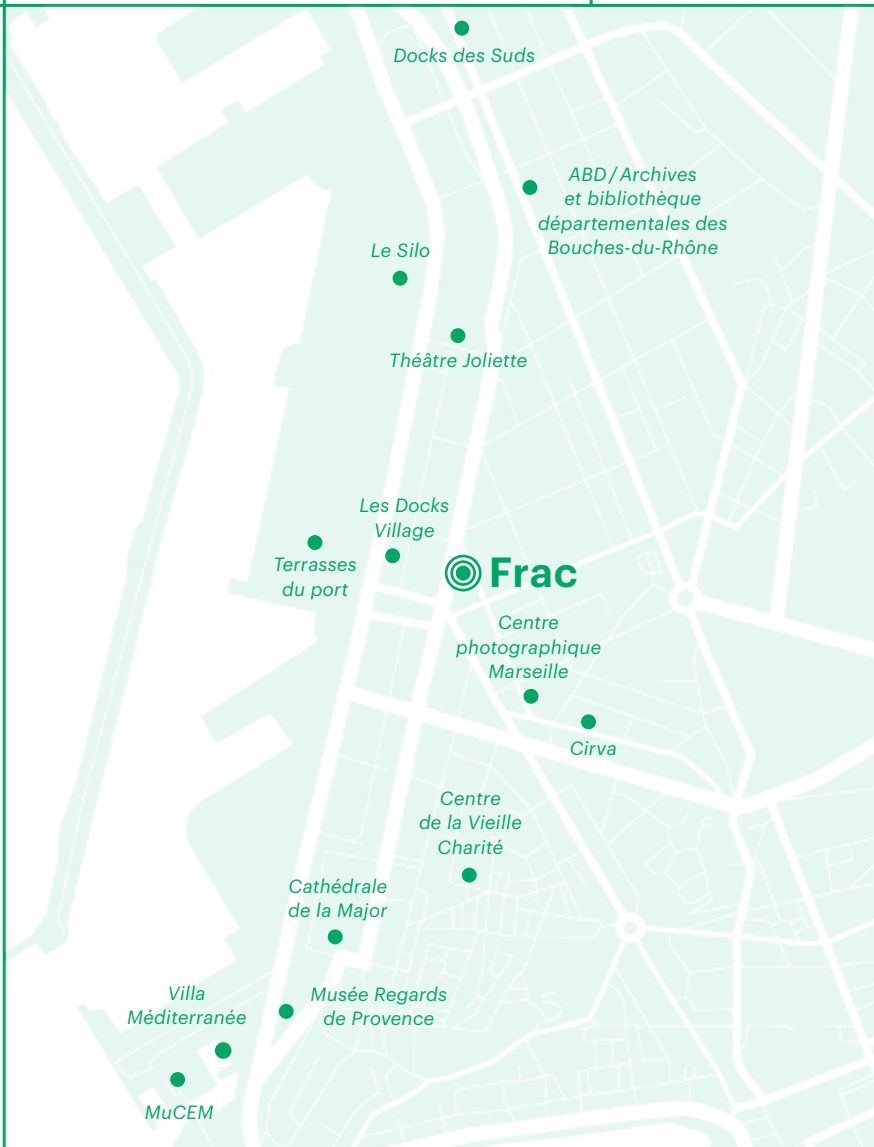 Docks des Suds
ABD / Archives
et bibliothèque
départementales des
Bouches-du-Rhône
Le Silo
Théâtre Joliette
Les Docks
Village
Terrasses
du port
Frac
Centre
photographique
Marseille
Cirva
Centre
de la Vieille
Charité
Cathédrale
de la Major
Villa
Méditerranée
Musée Regards
de Provence
MuCEM